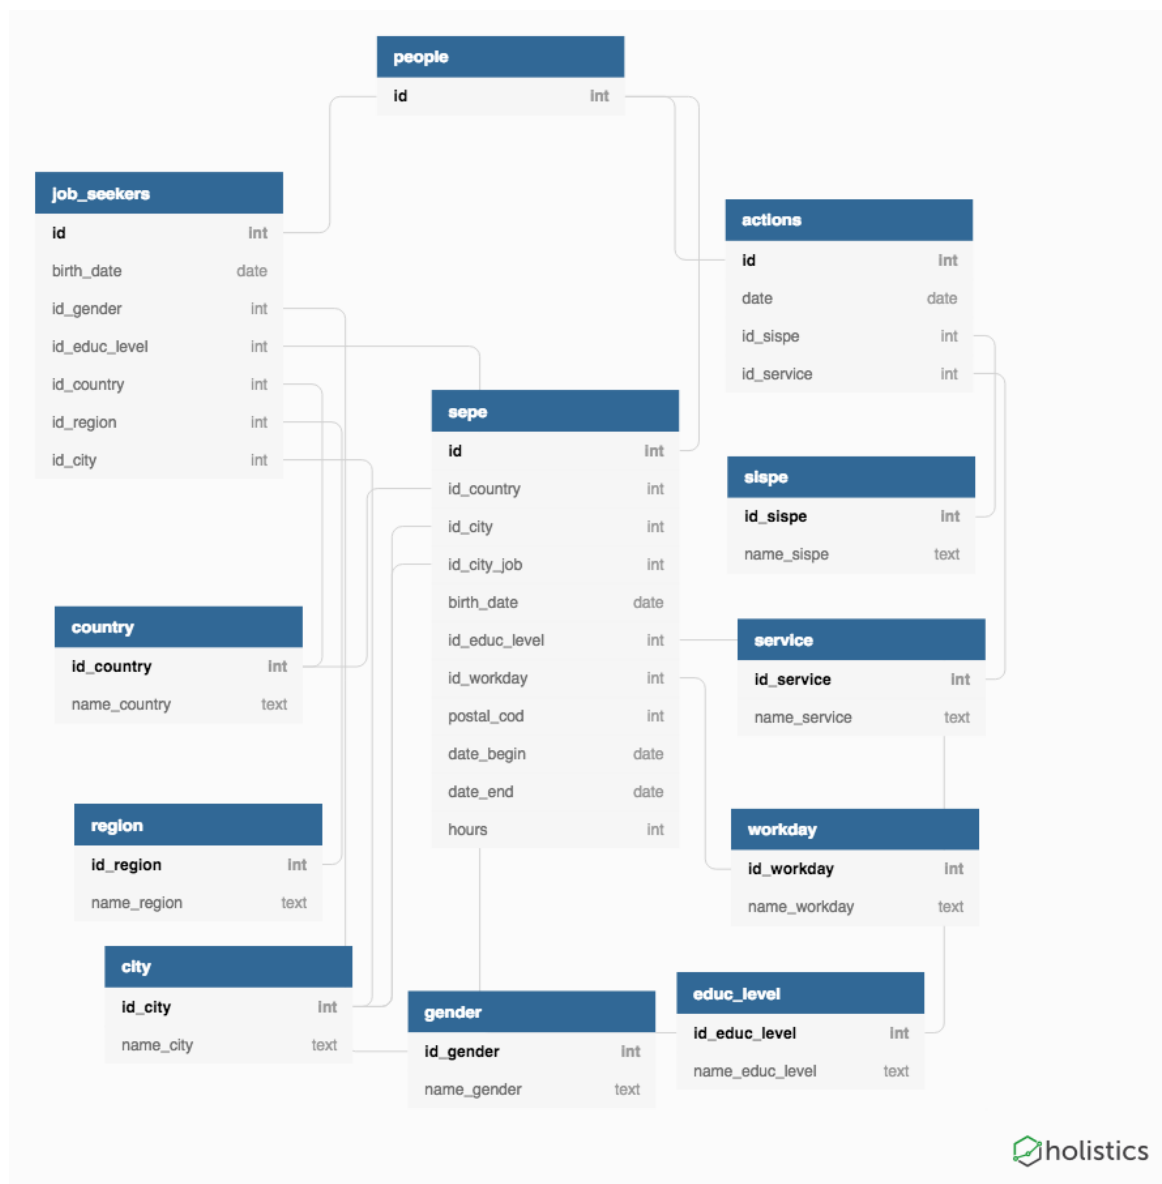 people
id int
job_seekers
id int
birth_date date
id_gender int
id_educ_level int
id_country int
id_region int
id_city int
actions
id int
date date
id_sispe int
id_service int
sepe
id int
id_country int
id_city int
id_city_job int
birth_date date
id_educ_level int
id_workday int
postal_cod int
date_begin date
date_end date
hours int
sispe
id_sispe int
name_sispe text
country
id_country int
name_country text
service
id_service int
name_service text
region
id_region int
name_region text
workday
id_workday int
name_workday text
city
id_city int
name_city text
gender
id_gender int
name_gender text
educ_level
id_educ_level int
name_educ_level text
holistics